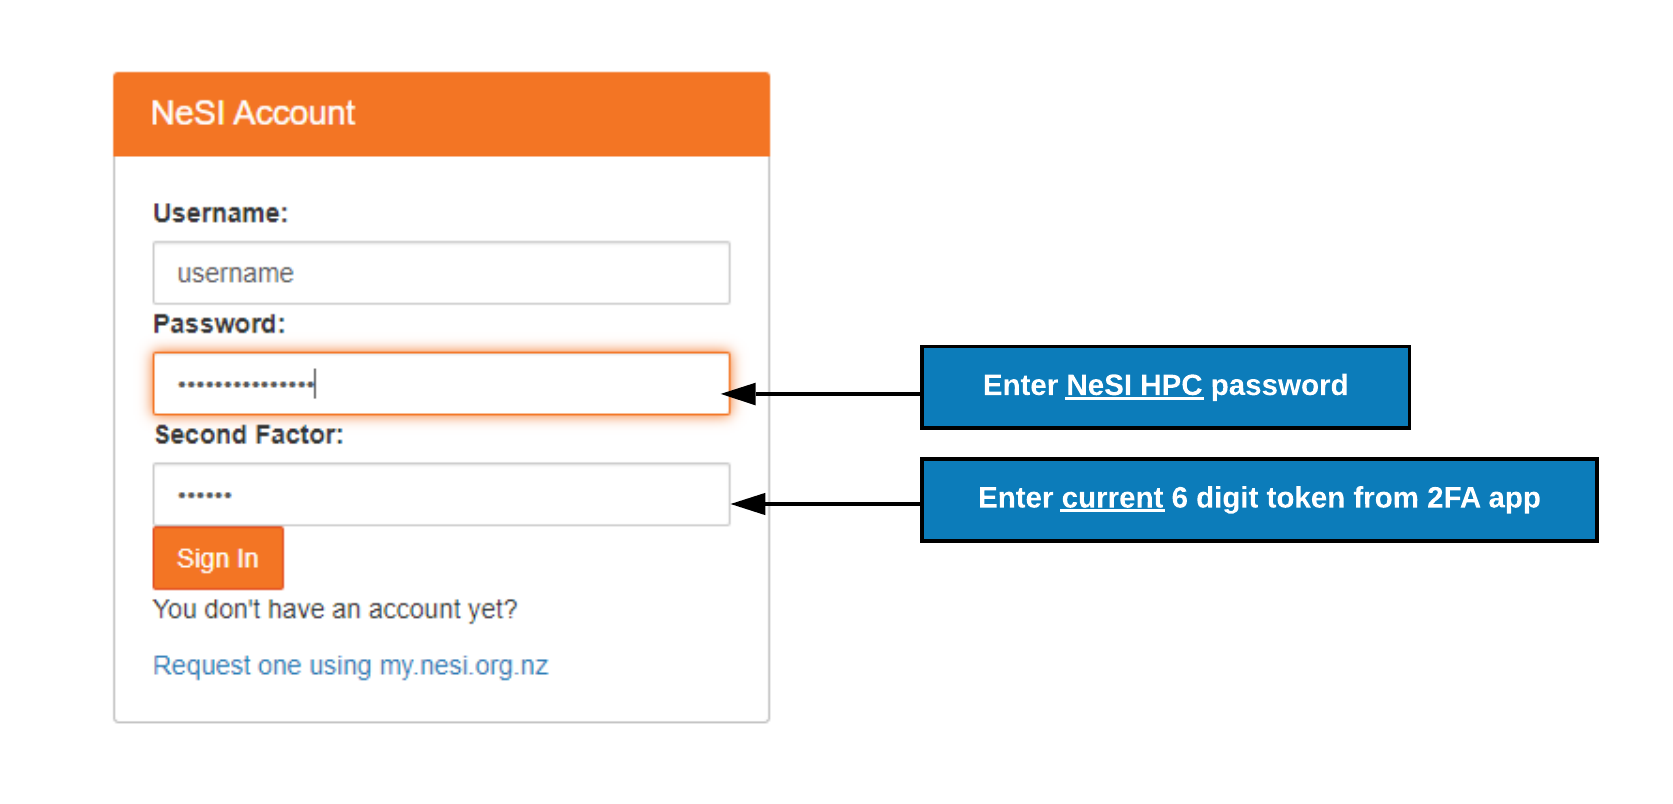 NeSI Account
Username:
username
Password:
•••••••••••••••
Enter NeSI HPC password
Second Factor:
••••••
Enter current 6 digit token from 2FA app
Sign In
You don't have an account yet?
Request one using my.nesi.org.nz